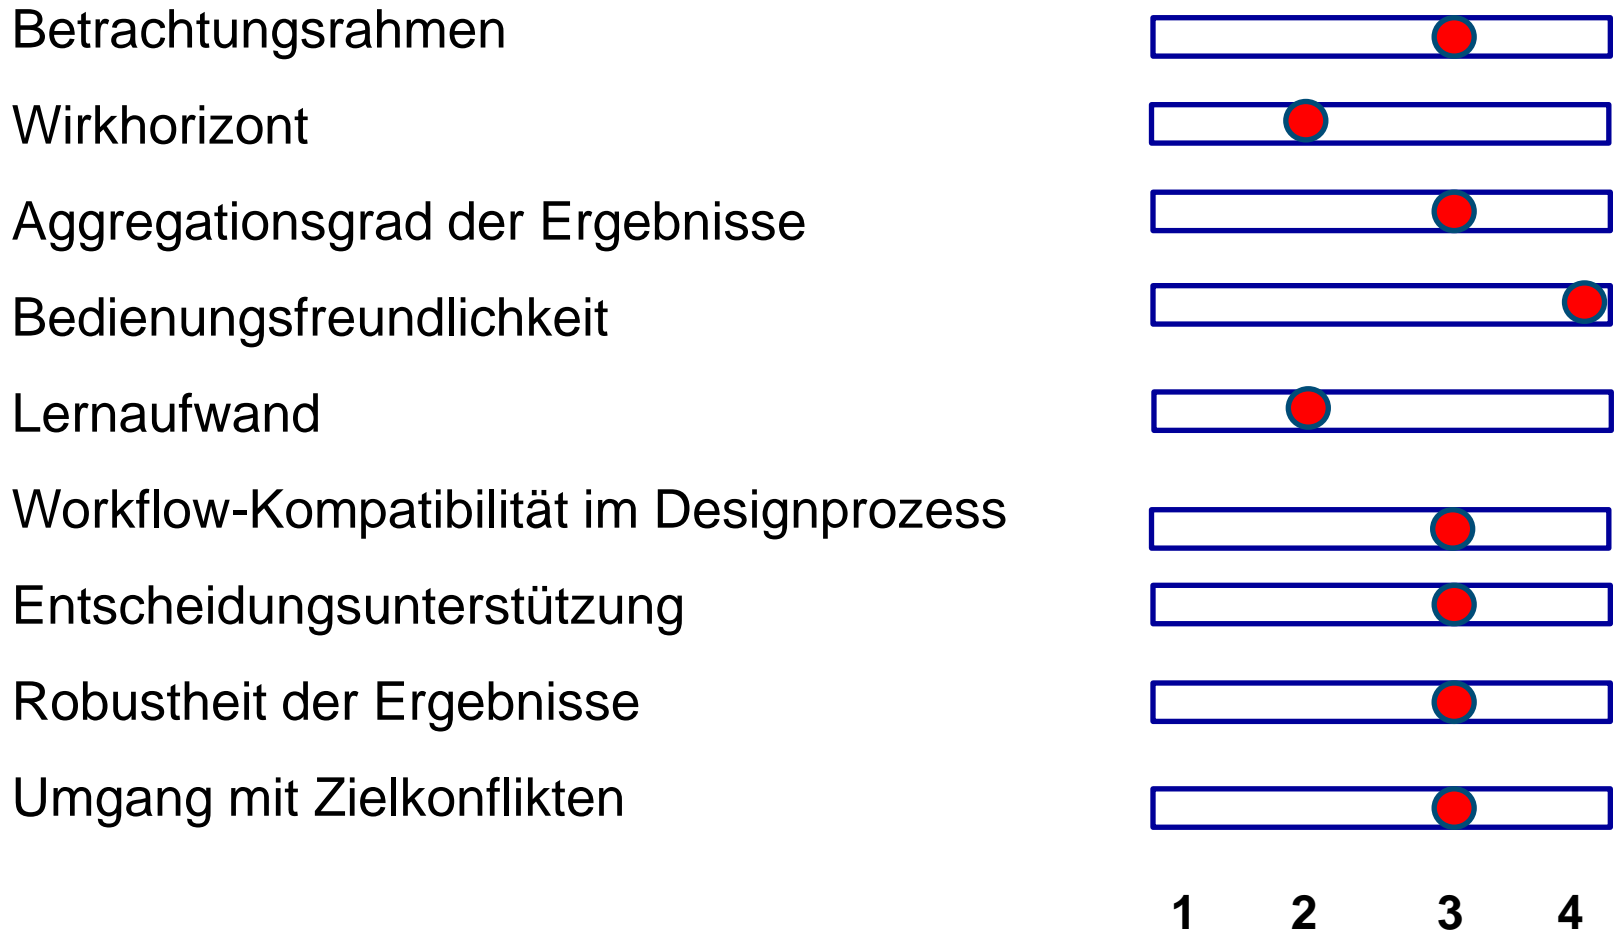 Betrachtungsrahmen
Wirkhorizont
Aggregationsgrad der Ergebnisse
Bedienungsfreundlichkeit
Lernaufwand
Workflow-Kompatibilität im Designprozess
Entscheidungsunterstützung
Robustheit der Ergebnisse
Umgang mit Zielkonflikten
1 2 3 4